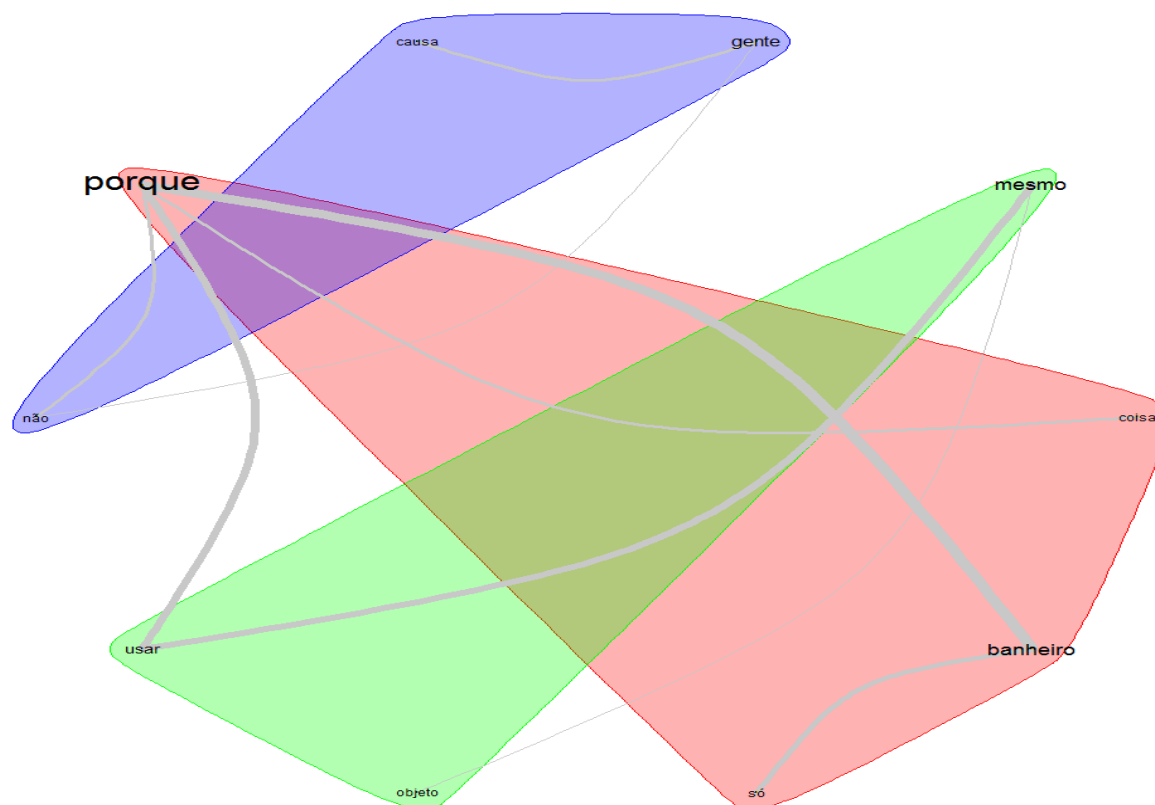 causa
gente
porque
mesmo
não
coisa
usar
banheiro
objeto
só